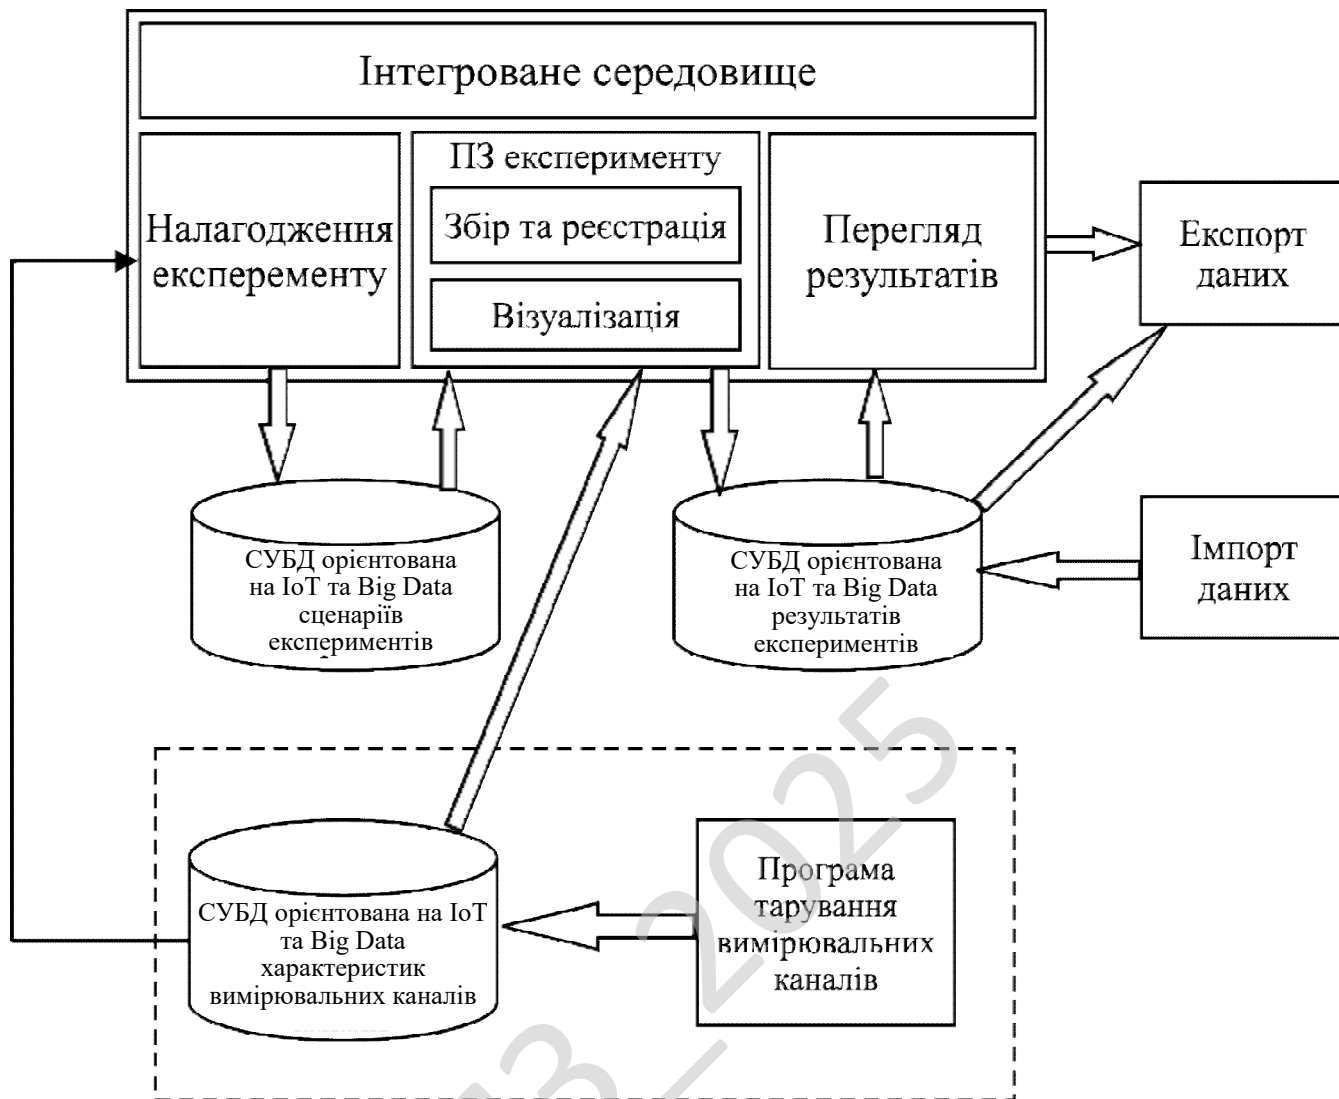 Інтегроване середовище
Налагодження
експеременту
ПЗ експерименту
Збір та реєстрація
Візуалізація
Перегляд
результатів
Експорт
даних
СУБД орієнтована
на IoT та Big Data
сценаріїв
експериментів
СУБД орієнтована
на IoT та Big Data
результатів
експериментів
Імпорт
даних
СУБД орієнтована на IoT
та Big Data
характеристик
вимірювальних каналів
Програма
тарування
вимірювальних
каналів